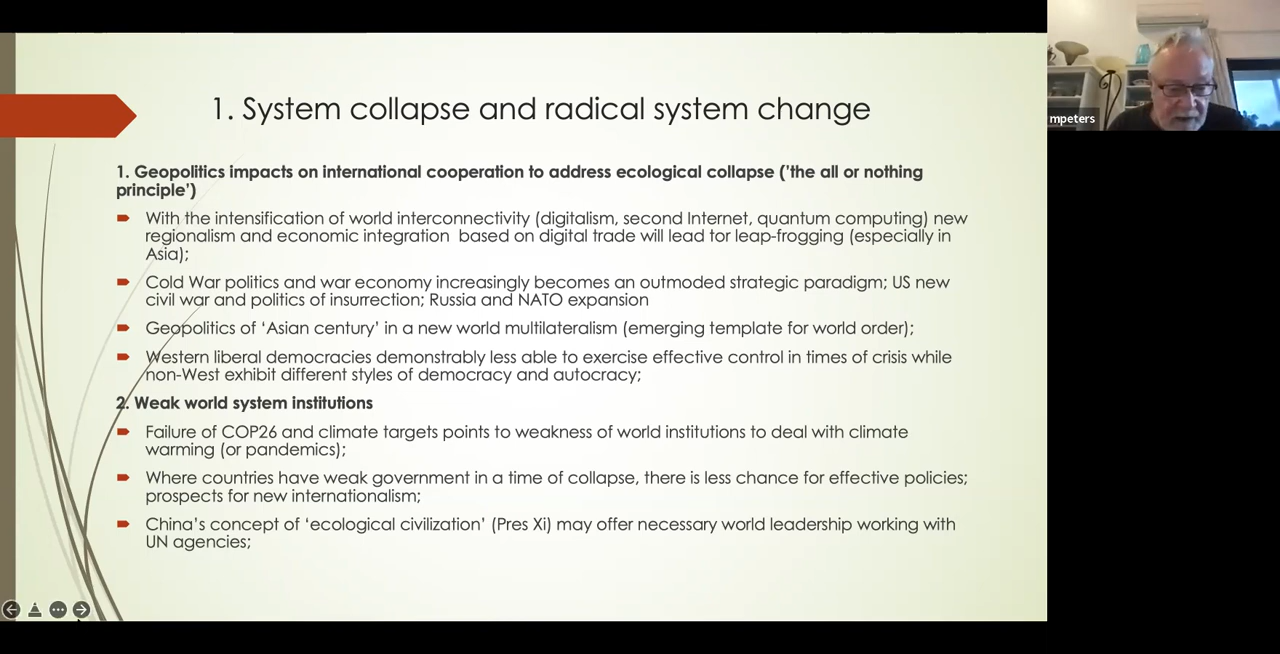 1. System collapse and radical system change
mpeters
1. Geopolitics impacts on international cooperation to address ecological collapse ('the all or nothing
principle')
With the intensification of world interconnectivity (digitalism, second Internet, quantum computing) new
regionalism and economic integration based on digital trade will lead tor leap-frogging (especially in
Asia);
Cold War politics and war economy increasingly becomes an outmoded strategic paradigm; US new
civil war and politics of insurrection; Russia and NATO expansion
Geopolitics of ‘Asian century’ in a new world multilateralism (emerging template for world order);
Western liberal democracies demonstrably less able to exercise effective control in times of crisis while
non-West exhibit different styles of democracy and autocracy;
2. Weak world system institutions
Failure of COP26 and climate targets points to weakness of world institutions to deal with climate
warming (or pandemics);
Where countries have weak government in a time of collapse, there is less chance for effective policies;
prospects for new internationalism;
China’s concept of ‘ecological civilization’ (Pres Xi) may offer necessary world leadership working with
UN agencies;